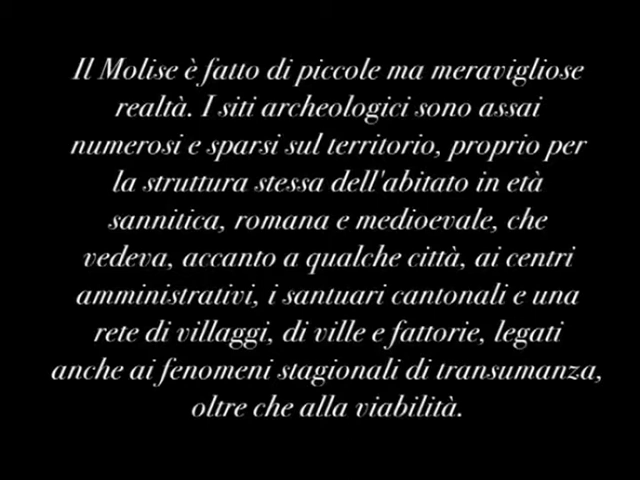 Il Molise è fatto di piccole ma meravigliose
realtà. I siti archeologici sono assai
numerosi e sparsi sul territorio, proprio per
la struttura stessa dell'abitato in età
sannitica, romana e medioevale, che
vedeva, accanto a qualche città, ai centri
amministrativi, i santuari cantonali e una
rete di villaggi, di ville e fattorie, legati
anche ai fenomeni stagionali di transumanza,
oltre che alla viabilità.